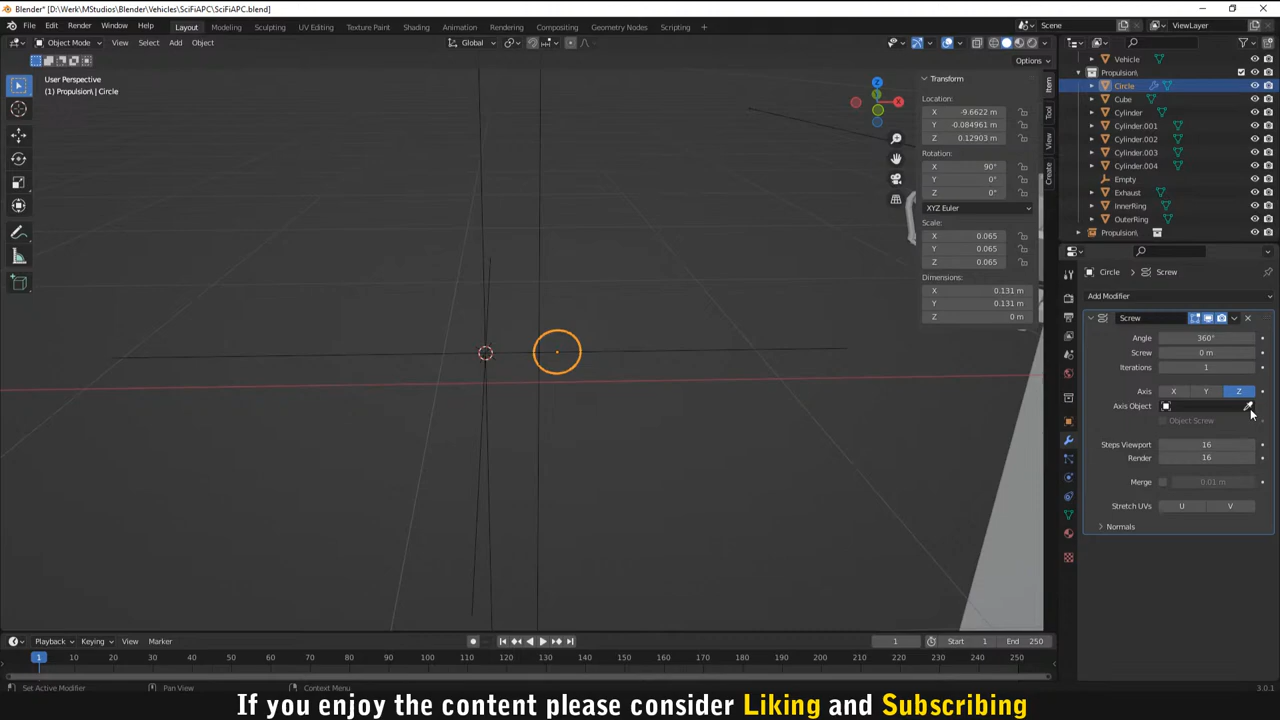 Blender* [D:\Werk\MStudios\Blender\Vehicles\SciFiAPC\SciFiAPC.blend]
File Edit Render Window Help Layout Modeling Sculpting UV Editing Texture Paint Shading Animation Rendering Compositing Geometry Nodes Scripting Scene ViewLayer
Object Mode View Select Add Object Global
Options
User Perspective
(1) Propulsion\ | Circle
Transform
Location:
X -9.6622 m
Y -0.084961 m
Z 0.12903 m
Rotation:
X 90°
Y 0°
Z 0°
XYZ Euler
Scale:
X 0.065
Y 0.065
Z 0.065
Dimensions:
X 0.131 m
Y 0.131 m
Z 0 m
Item
Tool
View
Create
Z
X
Vehicle
Propulsion\
Circle
Cube
Cylinder
Cylinder.001
Cylinder.002
Cylinder.003
Cylinder.004
Empty
Exhaust
InnerRing
OuterRing
Propulsion\
Circle > Screw
Add Modifier
Screw
Angle 360°
Screw 0 m
Iterations 1
Axis X Y Z
Axis Object
Object Screw
Steps Viewport 16
Render 16
Merge 0.01 m
Stretch UVs U V
Normals
Playback Keying View Marker 1 Start 1 End 250
1 10 20 30 40 50 60 70 80 90 100 110 120 130 140 150 160 170 180 190 200 210 220 230 240 250
Set Active Modifier Pan View Context Menu 3.0.1
If you enjoy the content please consider Liking and Subscribing